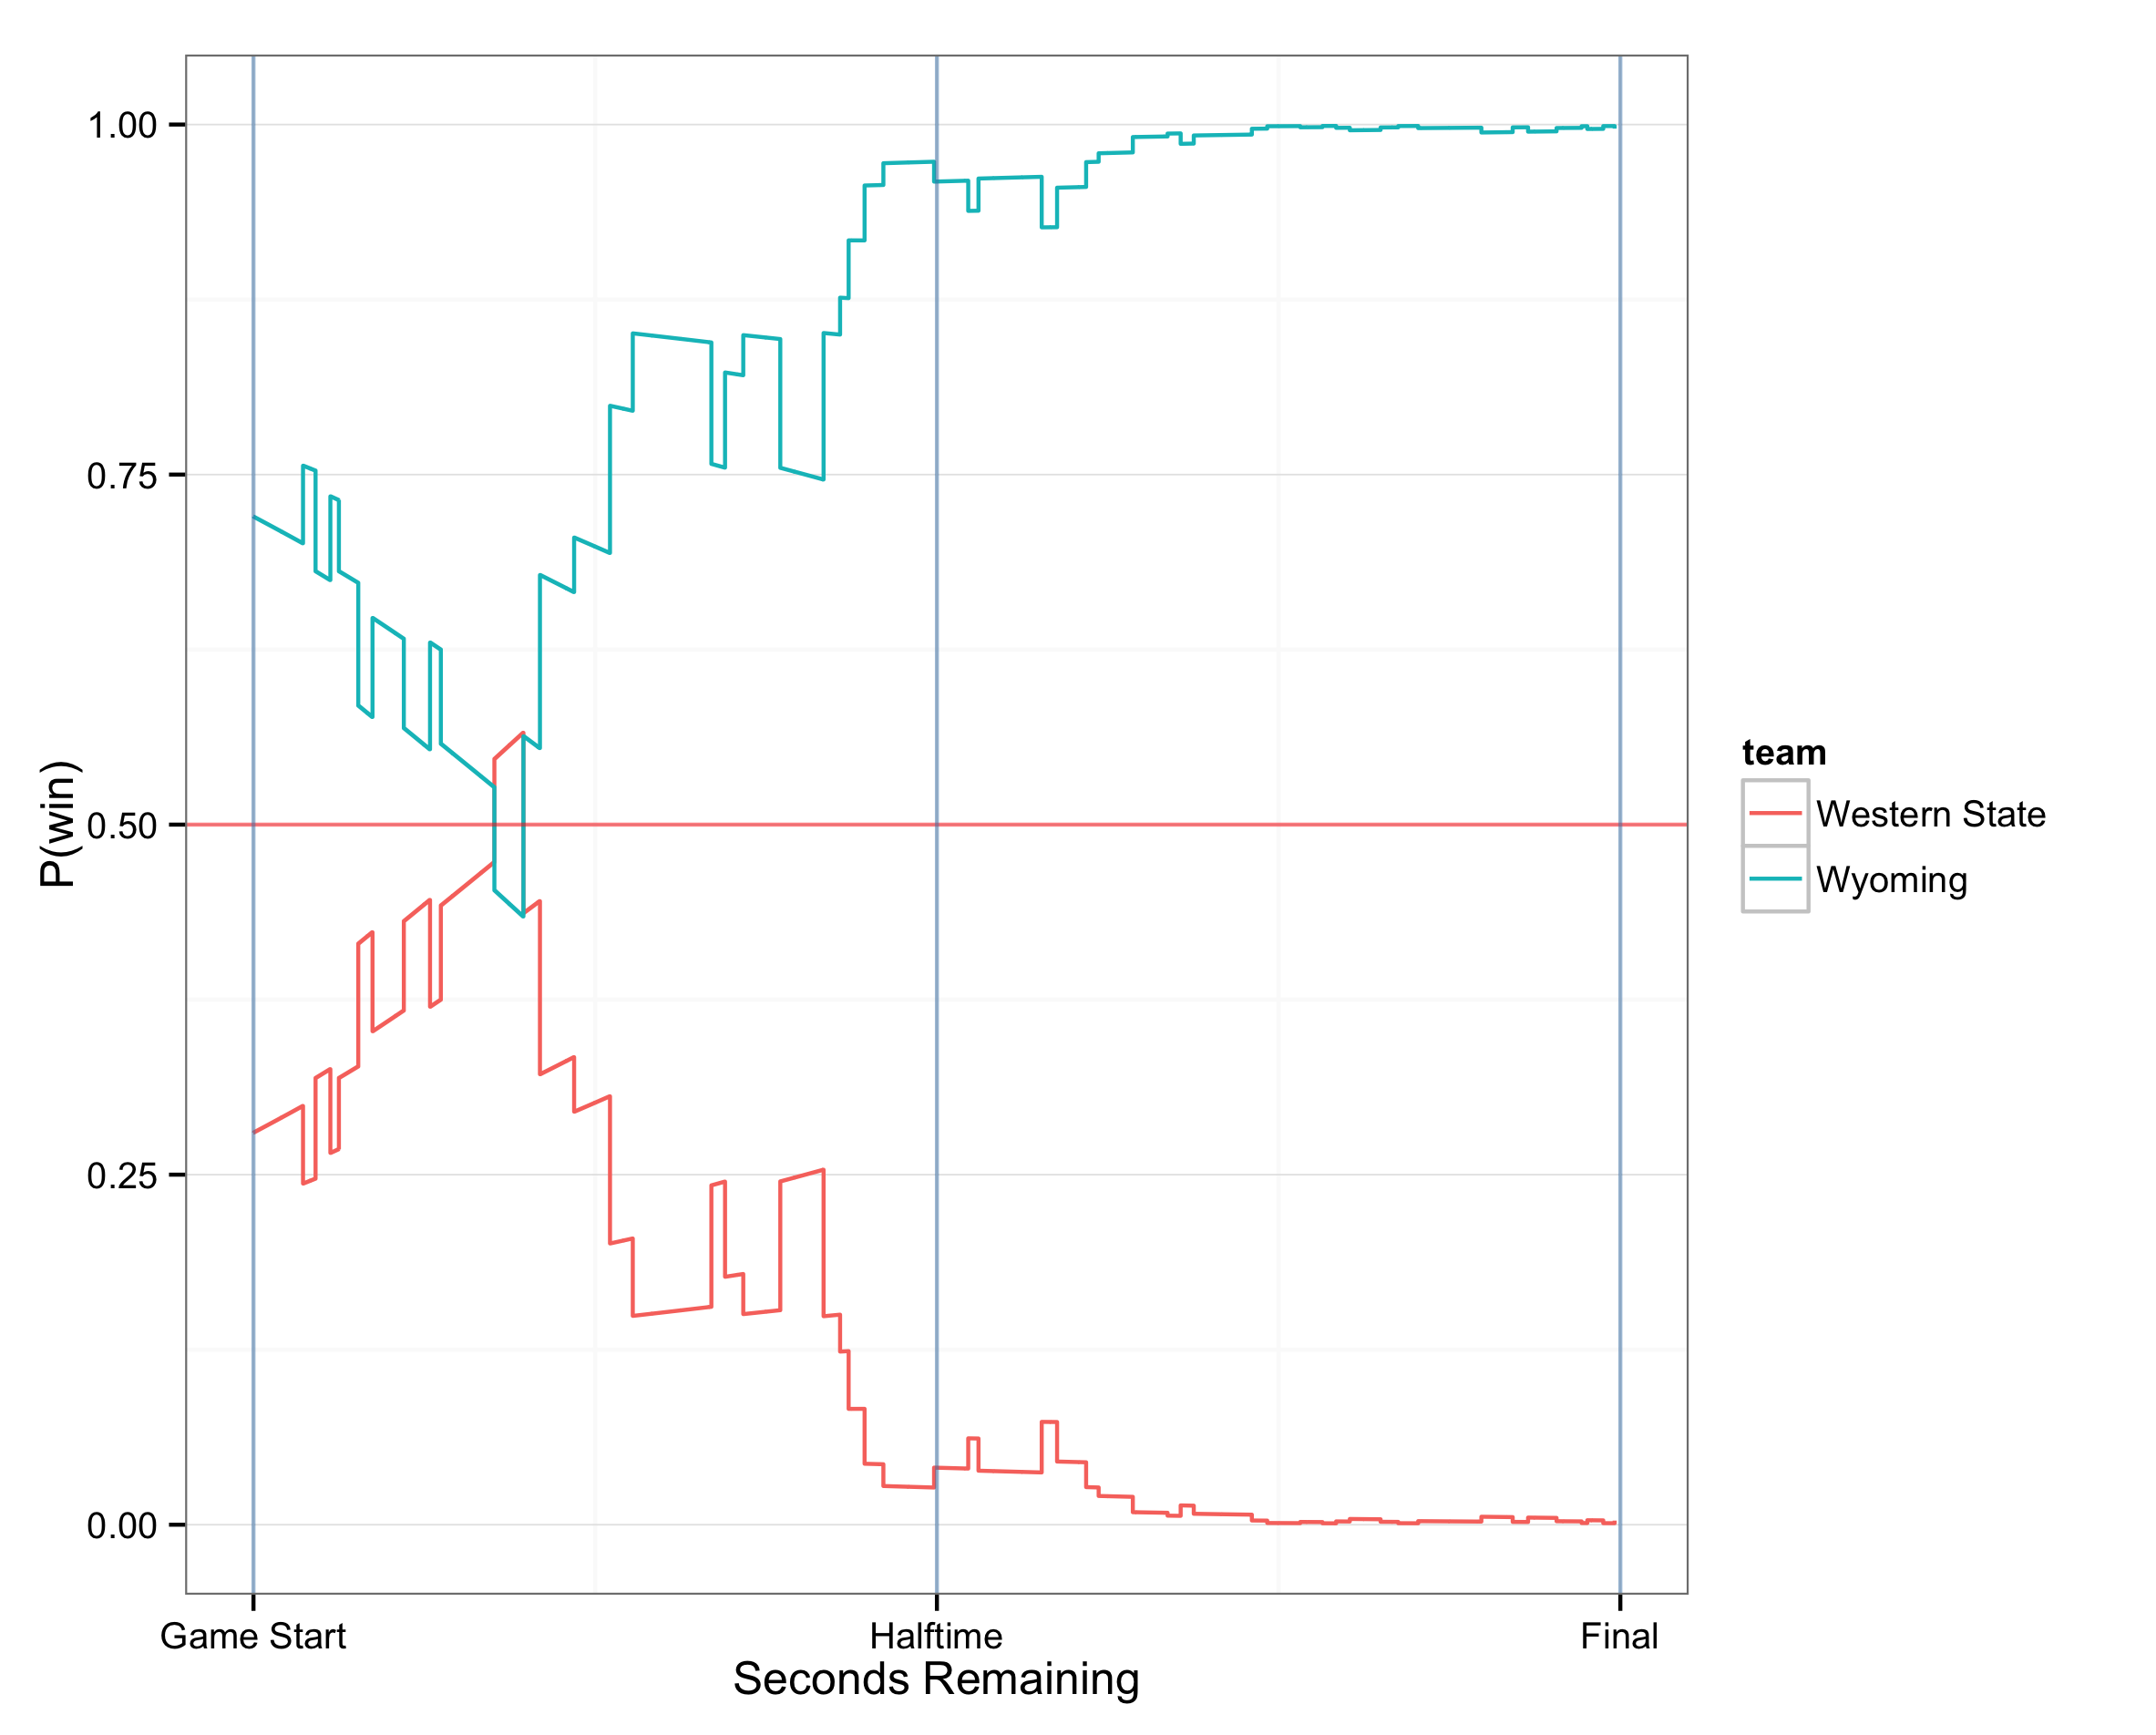 1.00
0.75
0.50
0.25
0.00
P(win)
Game Start
Halftime
Final
Seconds Remaining
team
Western State
Wyoming